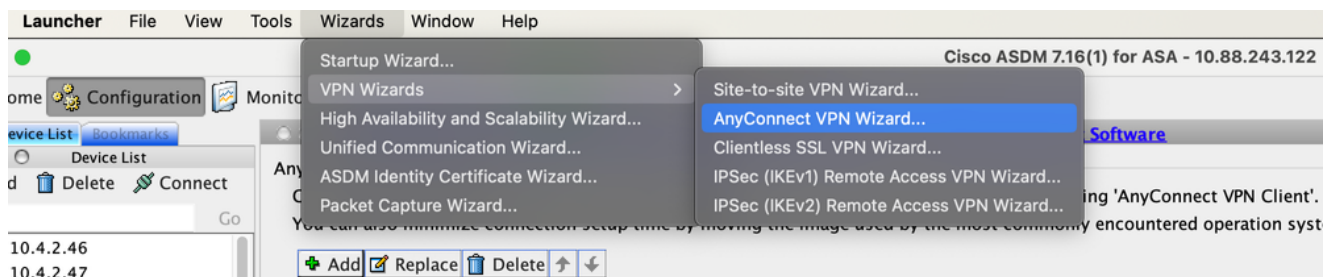 Launcher File View Tools Wizards Window Help
Startup Wizard...
Cisco ASDM 7.16(1) for ASA - 10.88.243.122
ome Configuration Monito
VPN Wizards
Site-to-site VPN Wizard...
High Availability and Scalability Wizard...
AnyConnect VPN Wizard...
Device List Bookmarks
Software
Unified Communication Wizard...
Clientless SSL VPN Wizard...
Device List
Any
ASDM Identity Certificate Wizard...
IPSec (IKEv1) Remote Access VPN Wizard...
d Delete Connect
C
ing 'AnyConnect VPN Client'.
Packet Capture Wizard...
IPSec (IKEv2) Remote Access VPN Wizard...
Go
You can also minimize connection setup time by moving the image used by the most commonly encountered operation syst
10.4.2.46
Add Replace Delete
10.4.2.47